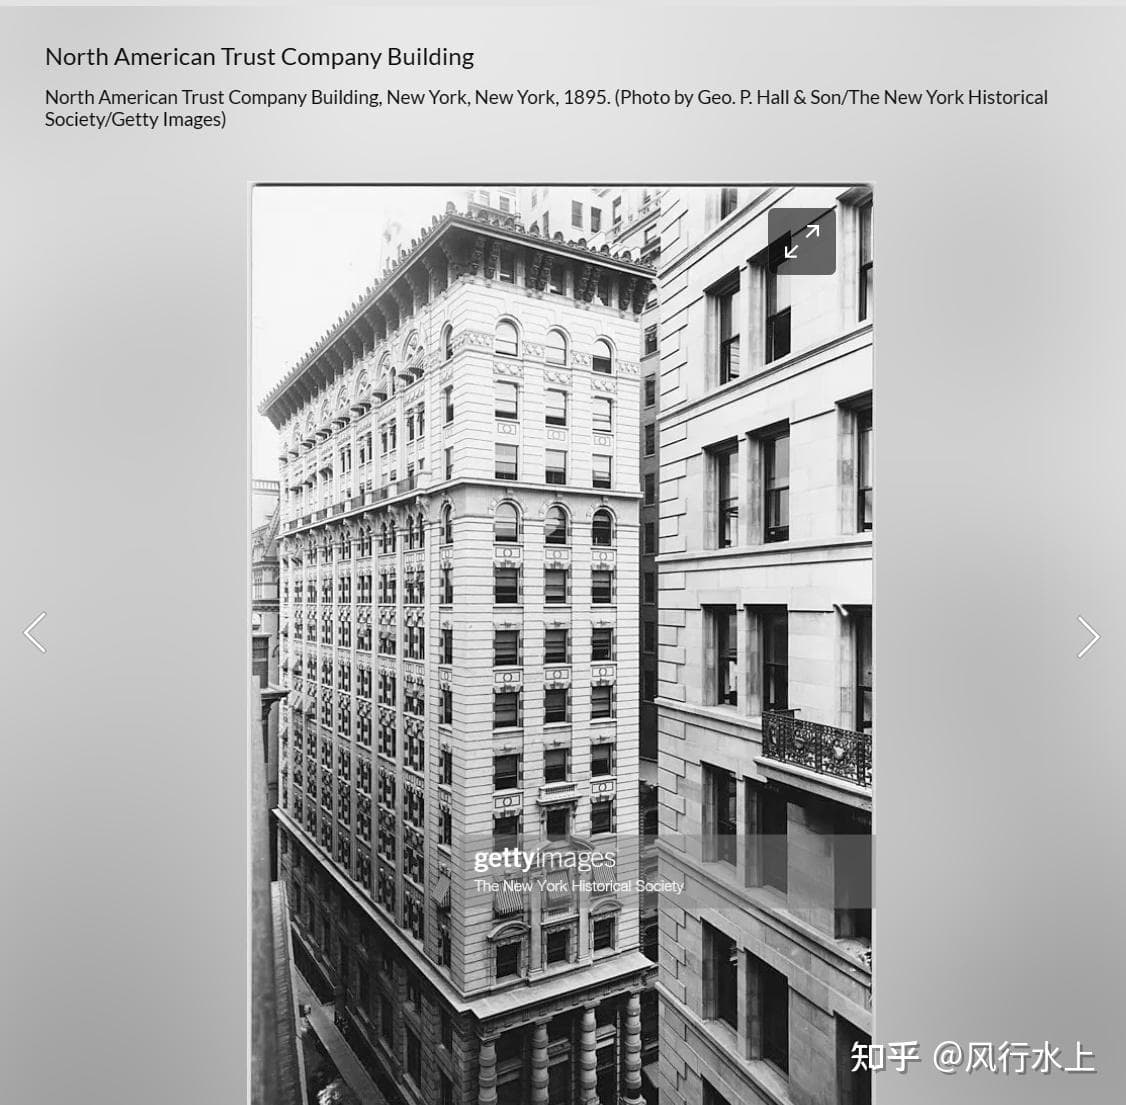 North American Trust Company Building
North American Trust Company Building, New York, New York, 1895. (Photo by Geo. P. Hall & Son/The New York Historical
Society/Getty Images)
gettyimages
The New York Historical Society
知乎 @风行水上